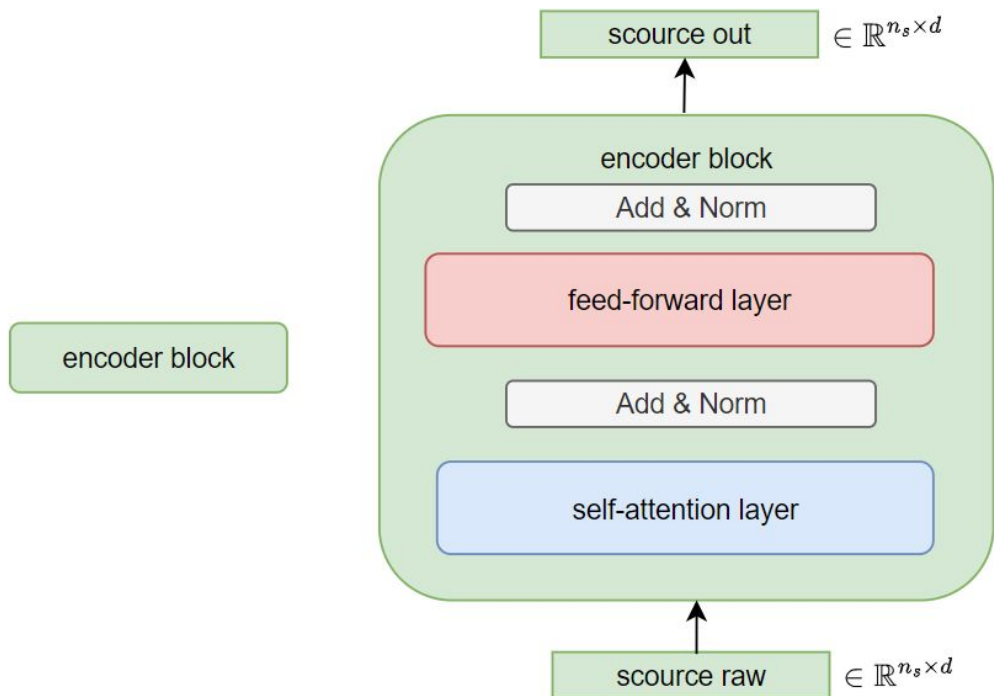 scource out ∈ ℝ^{n_s×d}
encoder block
Add & Norm
feed-forward layer
encoder block
Add & Norm
self-attention layer
scource raw ∈ ℝ^{n_s×d}